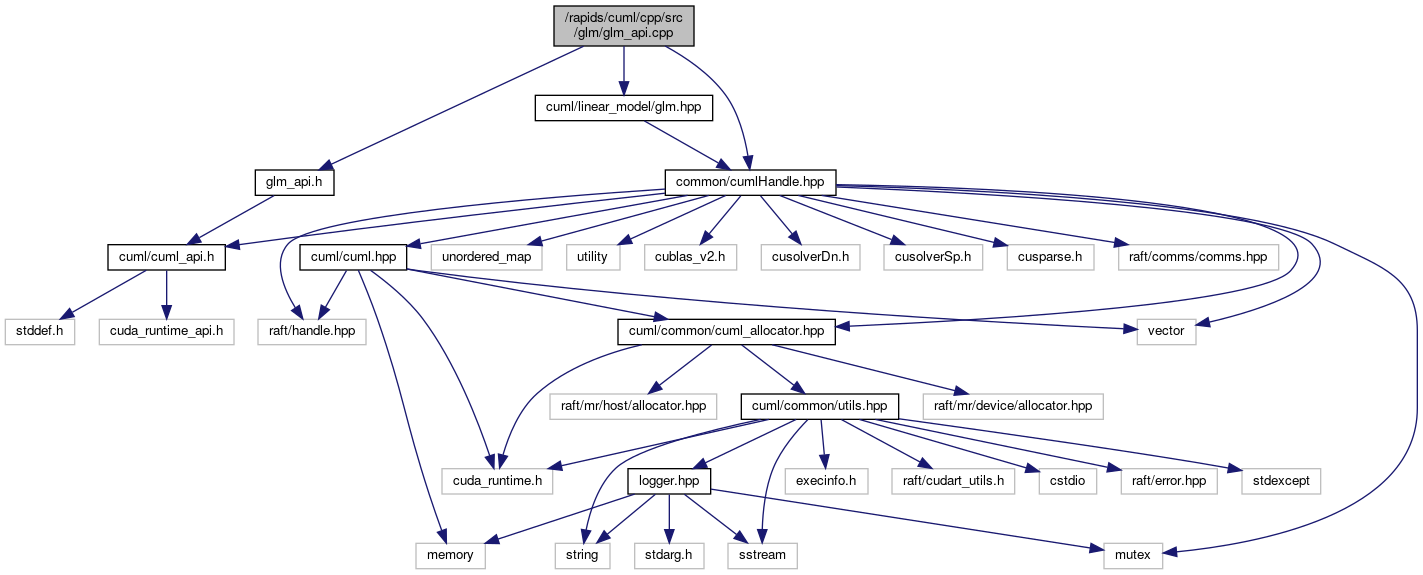 /rapids/cuml/cpp/src
/glm/glm_api.cpp
cuml/linear_model/glm.hpp
glm_api.h
common/cumlHandle.hpp
cuml/cuml_api.h
cuml/cuml.hpp
unordered_map
utility
cublas_v2.h
cusolverDn.h
cusolverSp.h
cusparse.h
raft/comms/comms.hpp
stddef.h
cuda_runtime_api.h
raft/handle.hpp
cuml/common/cuml_allocator.hpp
vector
raft/mr/host/allocator.hpp
cuml/common/utils.hpp
raft/mr/device/allocator.hpp
cuda_runtime.h
logger.hpp
execinfo.h
raft/cudart_utils.h
cstdio
raft/error.hpp
stdexcept
memory
string
stdarg.h
sstream
mutex